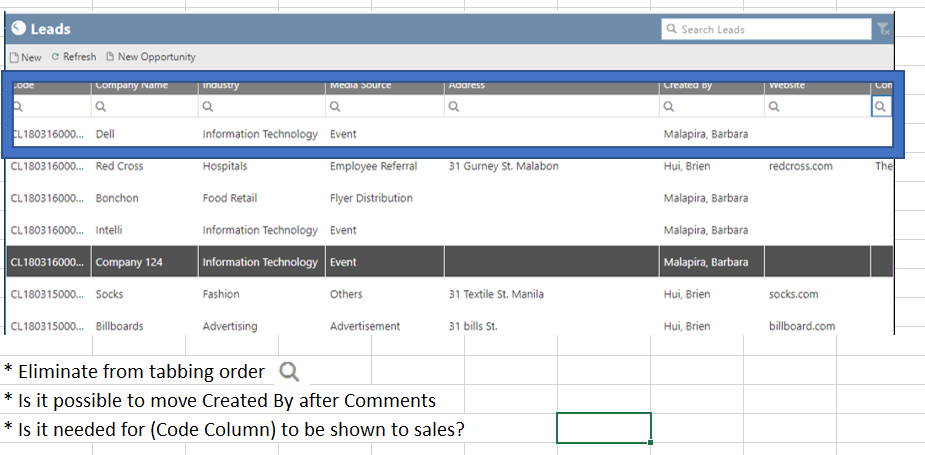 Leads Search Leads
New Refresh New Opportunity
Code Company Name Industry Media Source Address Created By Website Com
CL180316000... Dell Information Technology Event Malapira, Barbara
CL180316000... Red Cross Hospitals Employee Referral 31 Gurney St. Malabon Hui, Brien redcross.com The
CL180316000... Bonchon Food Retail Flyer Distribution Malapira, Barbara
CL180316000... Intelli Information Technology Event Malapira, Barbara
CL180316000... Company 124 Information Technology Event Malapira, Barbara
CL180315000... Socks Fashion Others 31 Textile St. Manila Hui, Brien socks.com
CL180315000... Billboards Advertising Advertisement 31 bills St. Hui, Brien billboard.com
* Eliminate from tabbing order
* Is it possible to move Created By after Comments
* Is it needed for (Code Column) to be shown to sales?